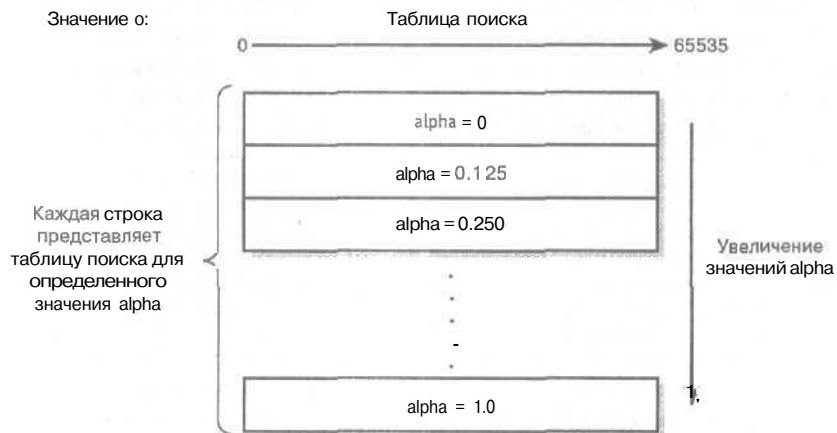 Значение о:
Таблица поиска
0
65535
alpha = 0
alpha = 0.125
alpha = 0.250
Каждая строка
представляет
таблицу поиска для
определенного
значения alpha
Увеличение
значений alpha
alpha = 1.0